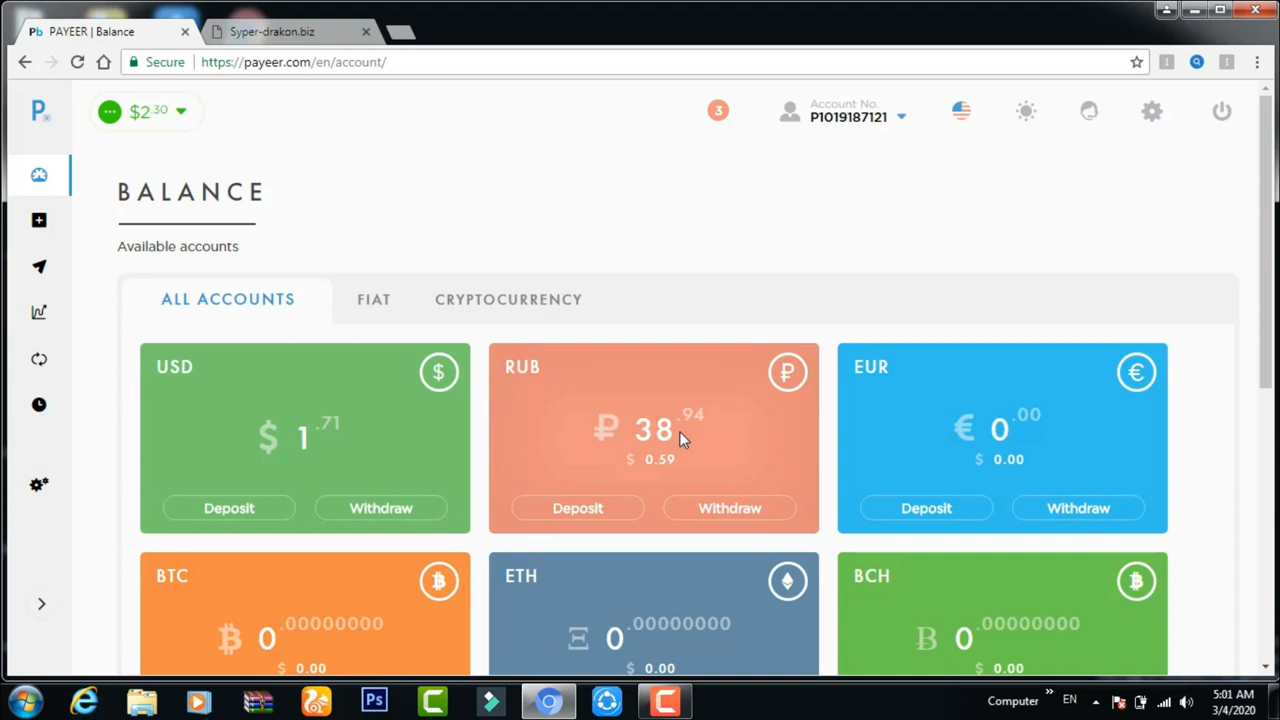 Pb PAYEER | Balance
Syper-drakon.biz
Secure https://payeer.com/en/account/
P
$2.30
3
Account No.
P1019187121
BALANCE
Available accounts
ALL ACCOUNTS
FIAT
CRYPTOCURRENCY
USD
$
$ 1.71
Deposit
Withdraw
RUB
₽
₽ 38.94
$ 0.59
Deposit
Withdraw
EUR
€
€ 0.00
$ 0.00
Deposit
Withdraw
BTC
₿
₿ 0.00000000
$ 0.00
ETH
Ξ 0.00000000
$ 0.00
BCH
₿
Ƀ 0.00000000
$ 0.00
Ps
Computer
EN
5:01 AM
3/4/2020